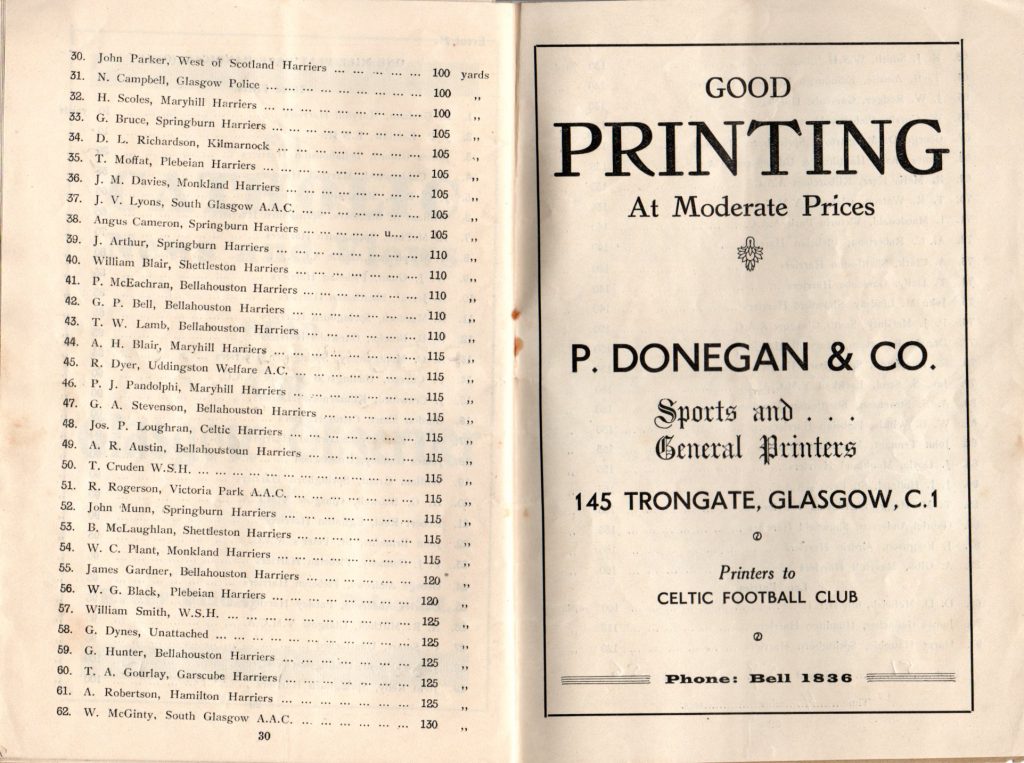 30. John Parker, West of Scotland Harriers ... ... ... ... 100 yards
31. N. Campbell, Glasgow Police ... ... ... ... ... ... ... 100 ,,
32. H. Scoles, Maryhill Harriers ... ... ... ... ... ... ... 100 ,,
33. G. Bruce, Springburn Harriers ... ... ... ... ... ... ... 105 ,,
34. D. L. Richardson, Kilmarnock ... ... ... ... ... ... ... 105 ,,
35. T. Moffat, Plebeian Harriers ... ... ... ... ... ... ... 105 ,,
36. J. M. Davies, Monkland Harriers ... ... ... ... ... ... 105 ,,
37. J. V. Lyons, South Glasgow A.A.C. ... ... ... ... ... ... 105 ,,
38. Angus Cameron, Springburn Harriers ... ... ... ... u... ... 105 ,,
39. J. Arthur, Springburn Harriers ... ... ... ... ... ... ... 110 ,,
40. William Blair, Shettleston Harriers ... ... ... ... ... ... 110 ,,
41. P. McEachran, Bellahouston Harriers ... ... ... ... ... 110 ,,
42. G. P. Bell, Bellahouston Harriers ... ... ... ... ... ... 110 ,,
43. T. W. Lamb, Bellahouston Harriers ... ... ... ... ... 110 ,,
44. A. H. Blair, Maryhill Harriers ... ... ... ... ... ... ... 115 ,,
45. R. Dyer, Uddingston Welfare A.C. ... ... ... ... ... ... 115 ,,
46. P. J. Pandolphi, Maryhill Harriers ... ... ... ... ... ... 115 ,,
47. G. A. Stevenson, Bellahouston Harriers ... ... ... ... ... 115 ,,
48. Jos. P. Loughran, Celtic Harriers ... ... ... ... ... ... 115 ,,
49. A. R. Austin, Bellahoustoun Harriers ... ... ... ... ... 115 ,,
50. T. Cruden W.S.H. ... ... ... ... ... ... ... ... ... 115 ,,
51. R. Rogerson, Victoria Park A.A.C. ... ... ... ... ... ... 115 ,,
52. John Munn, Springburn Harriers ... ... ... ... ... ... 115 ,,
53. B. McLaughlan, Shettleston Harriers ... ... ... ... ... 115 ,,
54. W. C. Plant, Monkland Harriers ... ... ... ... ... ... 115 ,,
55. James Gardner, Bellahouston Harriers ... ... ... ... ... 120 ,,
56. W. G. Black, Plebeian Harriers ... ... ... ... ... ... 120 ,,
57. William Smith, W.S.H. ... ... ... ... ... ... ... ... 125 ,,
58. G. Dynes, Unattached ... ... ... ... ... ... ... ... 125 ,,
59. G. Hunter, Bellahouston Harriers ... ... ... ... ... ... 125 ,,
60. T. A. Gourlay, Garscube Harriers ... ... ... ... ... ... 125 ,,
61. A. Robertson, Hamilton Harriers ... ... ... ... ... ... 125 ,,
62. W. McGinty, South Glasgow A.A.C. ... ... ... ... ... 130 ,,
30
GOOD
PRINTING
At Moderate Prices
P. DONEGAN & CO.
Sports and . . .
General Printers
145 TRONGATE, GLASGOW, C.1
Printers to
CELTIC FOOTBALL CLUB
Phone: Bell 1836